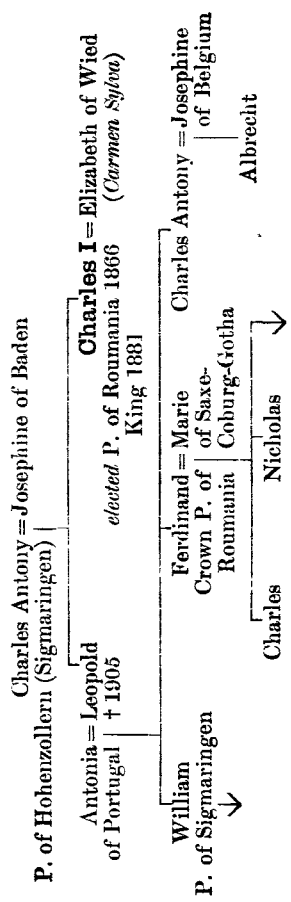 Charles Antony = Josephine of Baden
P. of Hohenzollern (Sigmaringen)
Antonia = Leopold
of Portugal † 1905
Charles I = Elizabeth of Wied
(Carmen Sylva)
elected P. of Roumania 1866
King 1881
William
P. of Sigmaringen
Ferdinand = Marie
Crown P. of
Roumania
of Saxe-
Coburg-Gotha
Charles Antony = Josephine
of Belgium
Charles
Nicholas
Albrecht